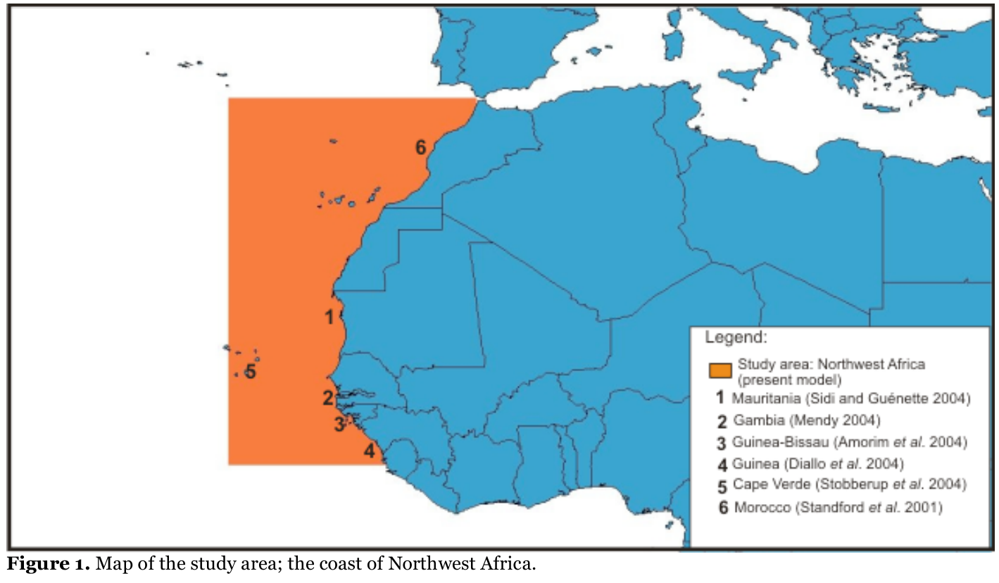 6
1
5
2
3
4
Legend:
Study area: Northwest Africa
(present model)
1 Mauritania (Sidi and Guénette 2004)
2 Gambia (Mendy 2004)
3 Guinea-Bissau (Amorim et al. 2004)
4 Guinea (Diallo et al. 2004)
5 Cape Verde (Stobberup et al. 2004)
6 Morocco (Standford et al. 2001)
Figure 1. Map of the study area; the coast of Northwest Africa.